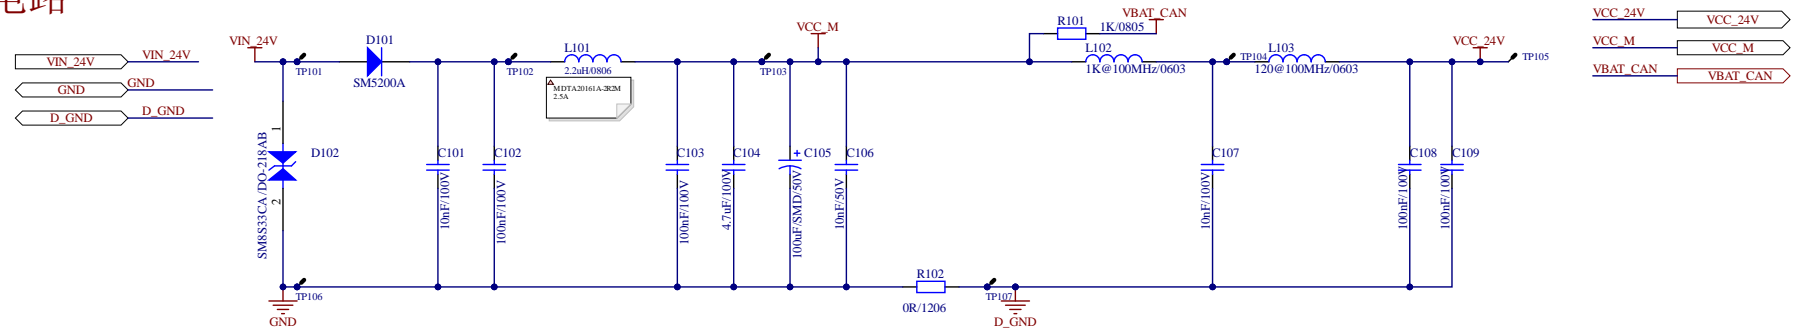 电路
VIN_24V
VIN_24V
GND
GND
D_GND
D_GND
VIN_24V
TP101
D101
SM5200A
TP102
L101
2.2uH/0806
MDTA20161A-2R2M
2.5A
TP103
VCC_M
R101
1K/0805
VBAT_CAN
L102
1K@100MHz/0603
TP104
L103
120@100MHz/0603
VCC_24V
TP105
VCC_24V
VCC_24V
VCC_M
VCC_M
VBAT_CAN
VBAT_CAN
1
2
D102
SM8S33CA/DO-218AB
C101
10nF/100V
C102
100nF/100V
C103
100nF/100V
C104
4.7uF/100V
+ C105
100uF/SMD/50V
C106
10nF/50V
C107
10nF/100V
C108
100nF/100V
C109
100nF/100V
TP106
GND
R102
0R/1206
TP107
D_GND